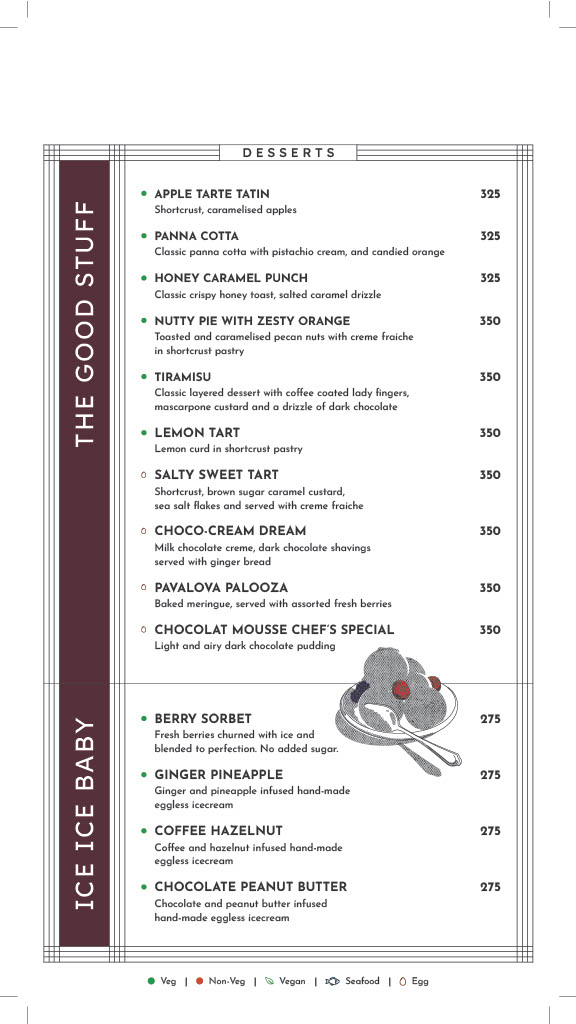 DESSERTS
THE GOOD STUFF
APPLE TARTE TATIN 325
Shortcrust, caramelised apples
PANNA COTTA 325
Classic panna cotta with pistachio cream, and candied orange
HONEY CARAMEL PUNCH 325
Classic crispy honey toast, salted caramel drizzle
NUTTY PIE WITH ZESTY ORANGE 350
Toasted and caramelised pecan nuts with creme fraiche
in shortcrust pastry
TIRAMISU 350
Classic layered dessert with coffee coated lady fingers,
mascarpone custard and a drizzle of dark chocolate
LEMON TART 350
Lemon curd in shortcrust pastry
SALTY SWEET TART 350
Shortcrust, brown sugar caramel custard,
sea salt flakes and served with creme fraiche
CHOCO-CREAM DREAM 350
Milk chocolate creme, dark chocolate shavings
served with ginger bread
PAVALOVA PALOOZA 350
Baked meringue, served with assorted fresh berries
CHOCOLAT MOUSSE CHEF'S SPECIAL 350
Light and airy dark chocolate pudding
ICE ICE BABY
BERRY SORBET 275
Fresh berries churned with ice and
blended to perfection. No added sugar.
GINGER PINEAPPLE 275
Ginger and pineapple infused hand-made
eggless icecream
COFFEE HAZELNUT 275
Coffee and hazelnut infused hand-made
eggless icecream
CHOCOLATE PEANUT BUTTER 275
Chocolate and peanut butter infused
hand-made eggless icecream
Veg | Non-Veg | Vegan | Seafood | Egg